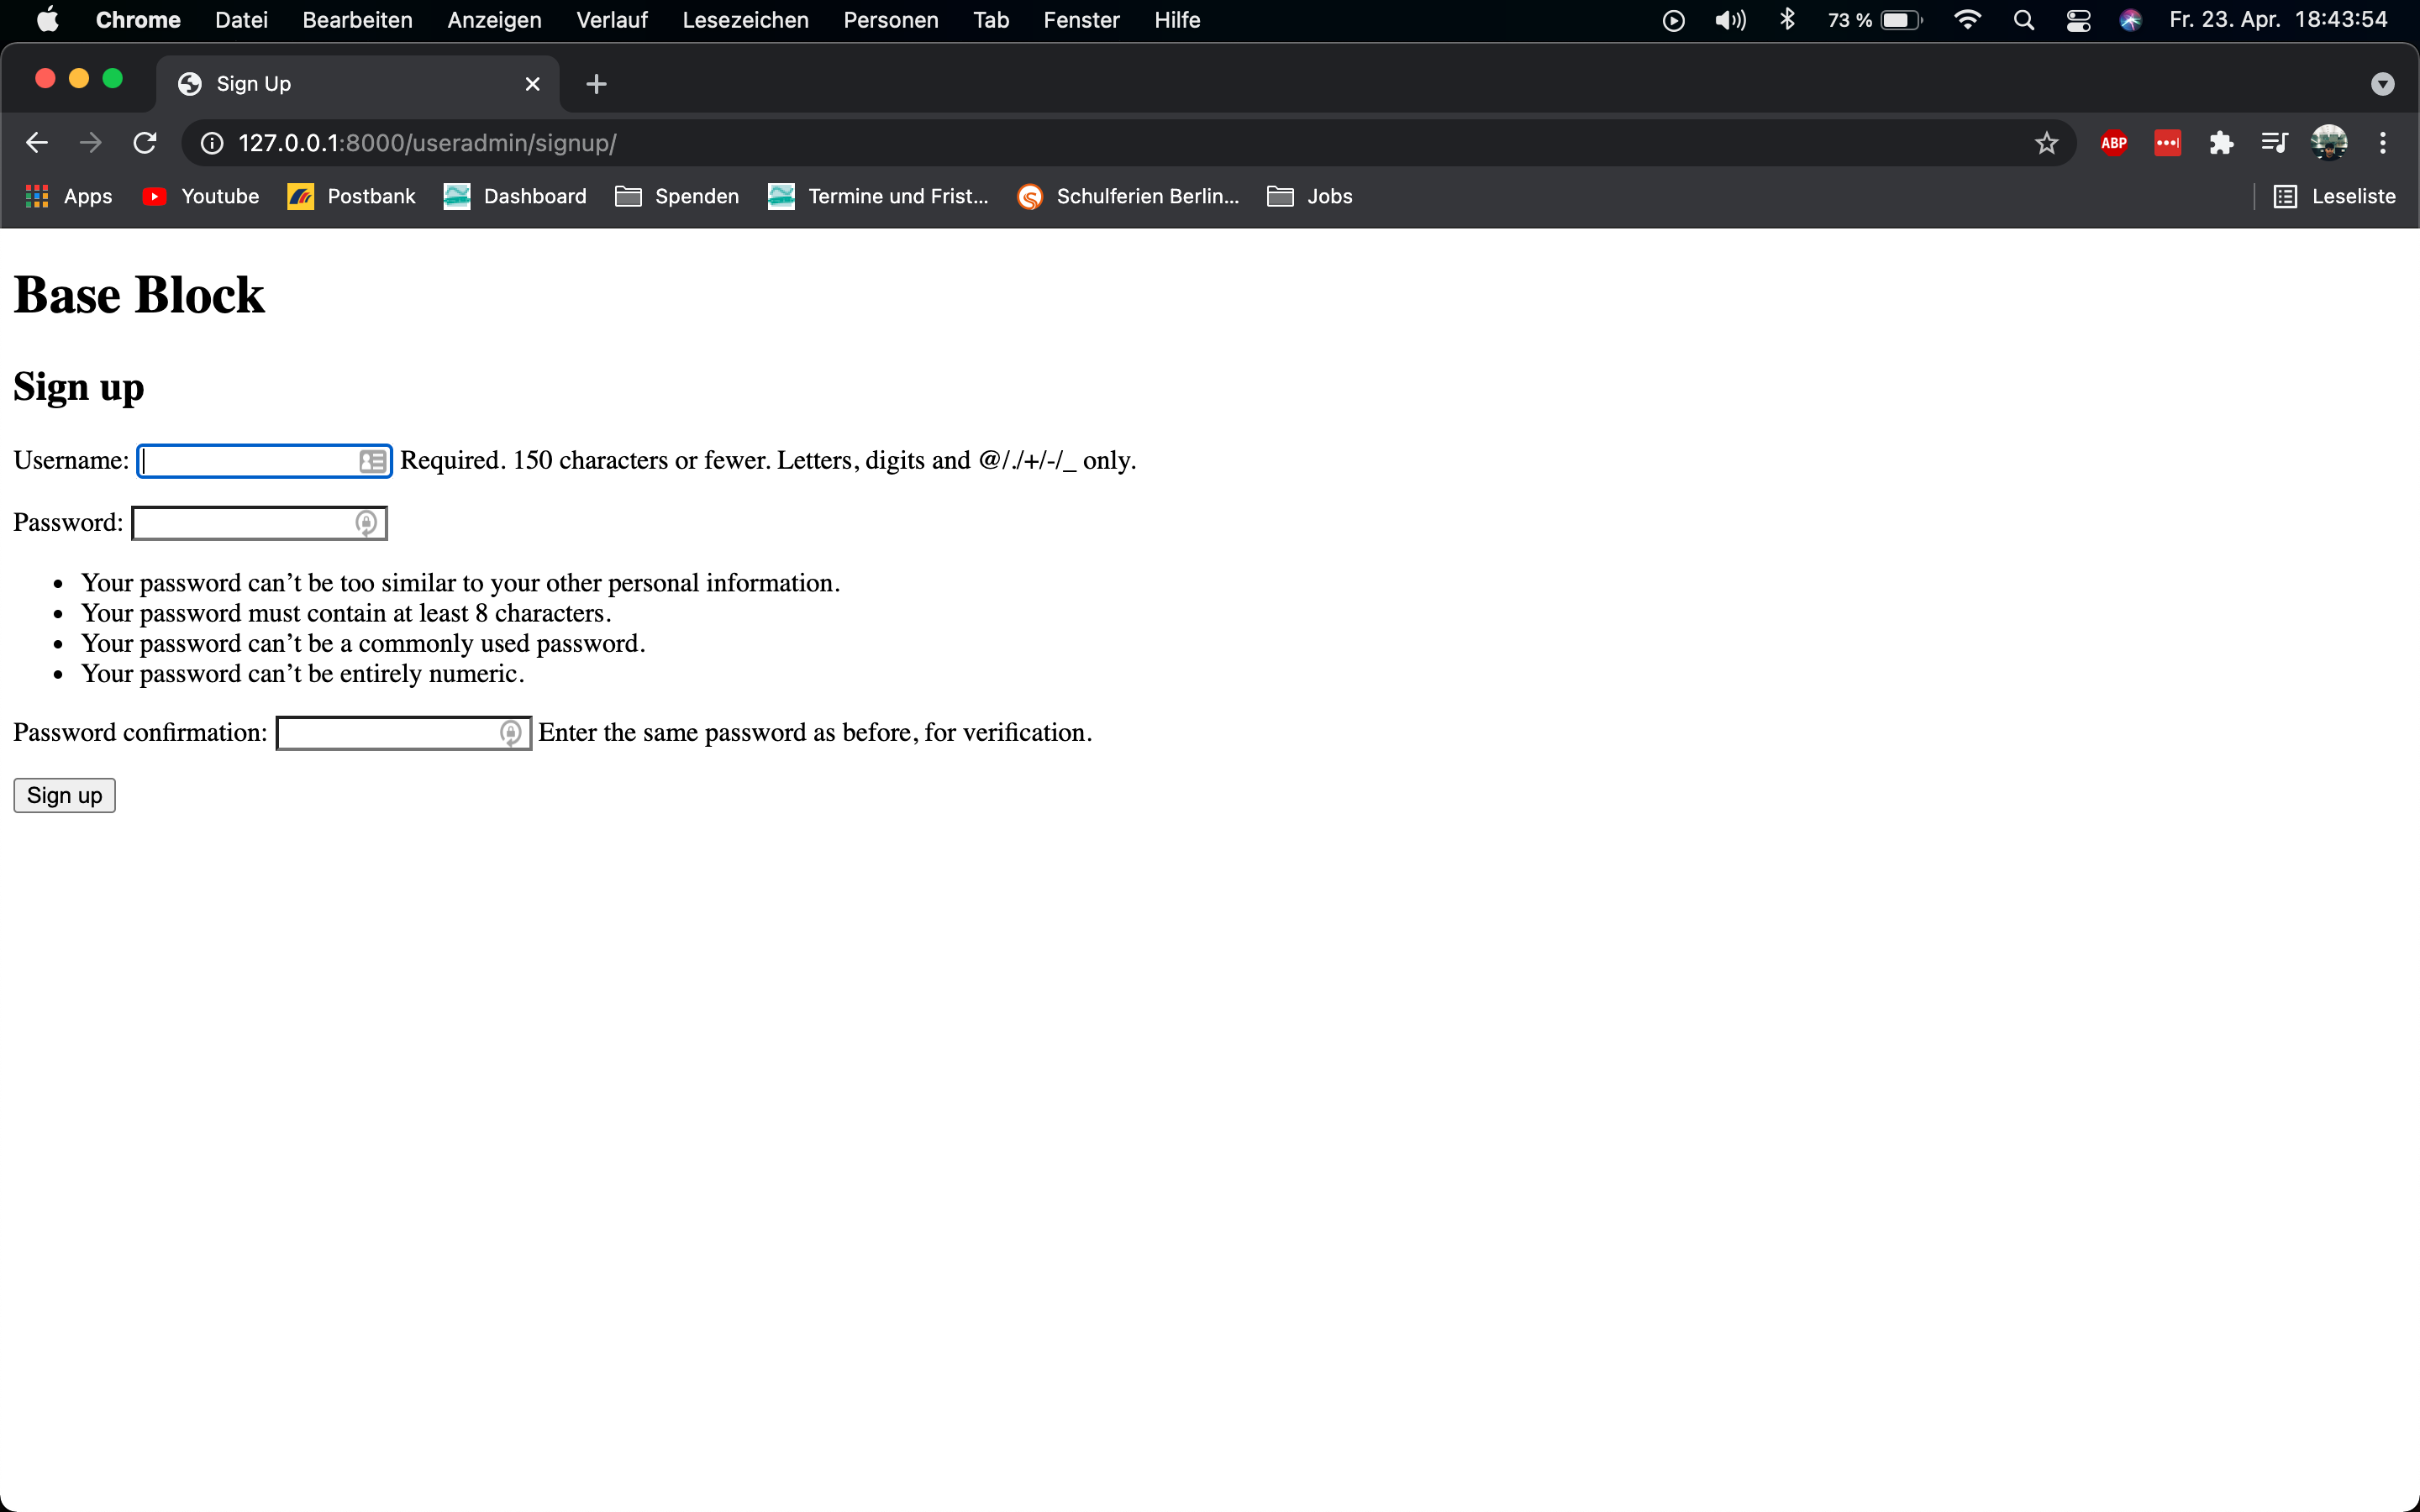 Chrome Datei Bearbeiten Anzeigen Verlauf Lesezeichen Personen Tab Fenster Hilfe 73 % Fr. 23. Apr. 18:43:54
Sign Up
127.0.0.1:8000/useradmin/signup/ ABP
Apps Youtube Postbank Dashboard Spenden Termine und Frist... Schulferien Berlin... Jobs Leseliste
Base Block
Sign up
Username: Required. 150 characters or fewer. Letters, digits and @/./+/-/_ only.
Password:
• Your password can’t be too similar to your other personal information.
• Your password must contain at least 8 characters.
• Your password can’t be a commonly used password.
• Your password can’t be entirely numeric.
Password confirmation: Enter the same password as before, for verification.
Sign up